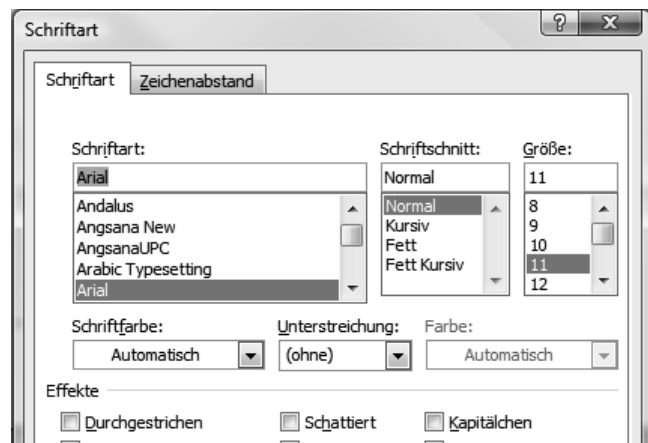 Schriftart
Schriftart Zeichenabstand
Schriftart: Schriftschnitt: Größe:
Arial Normal 11
Andalus Normal 8
Angsana New Kursiv 9
AngsanaUPC Fett 10
Arabic Typesetting Fett Kursiv 11
Arial 12
Schriftfarbe: Unterstreichung: Farbe:
Automatisch (ohne) Automatisch
Effekte
Durchgestrichen Schattiert Kapitälchen